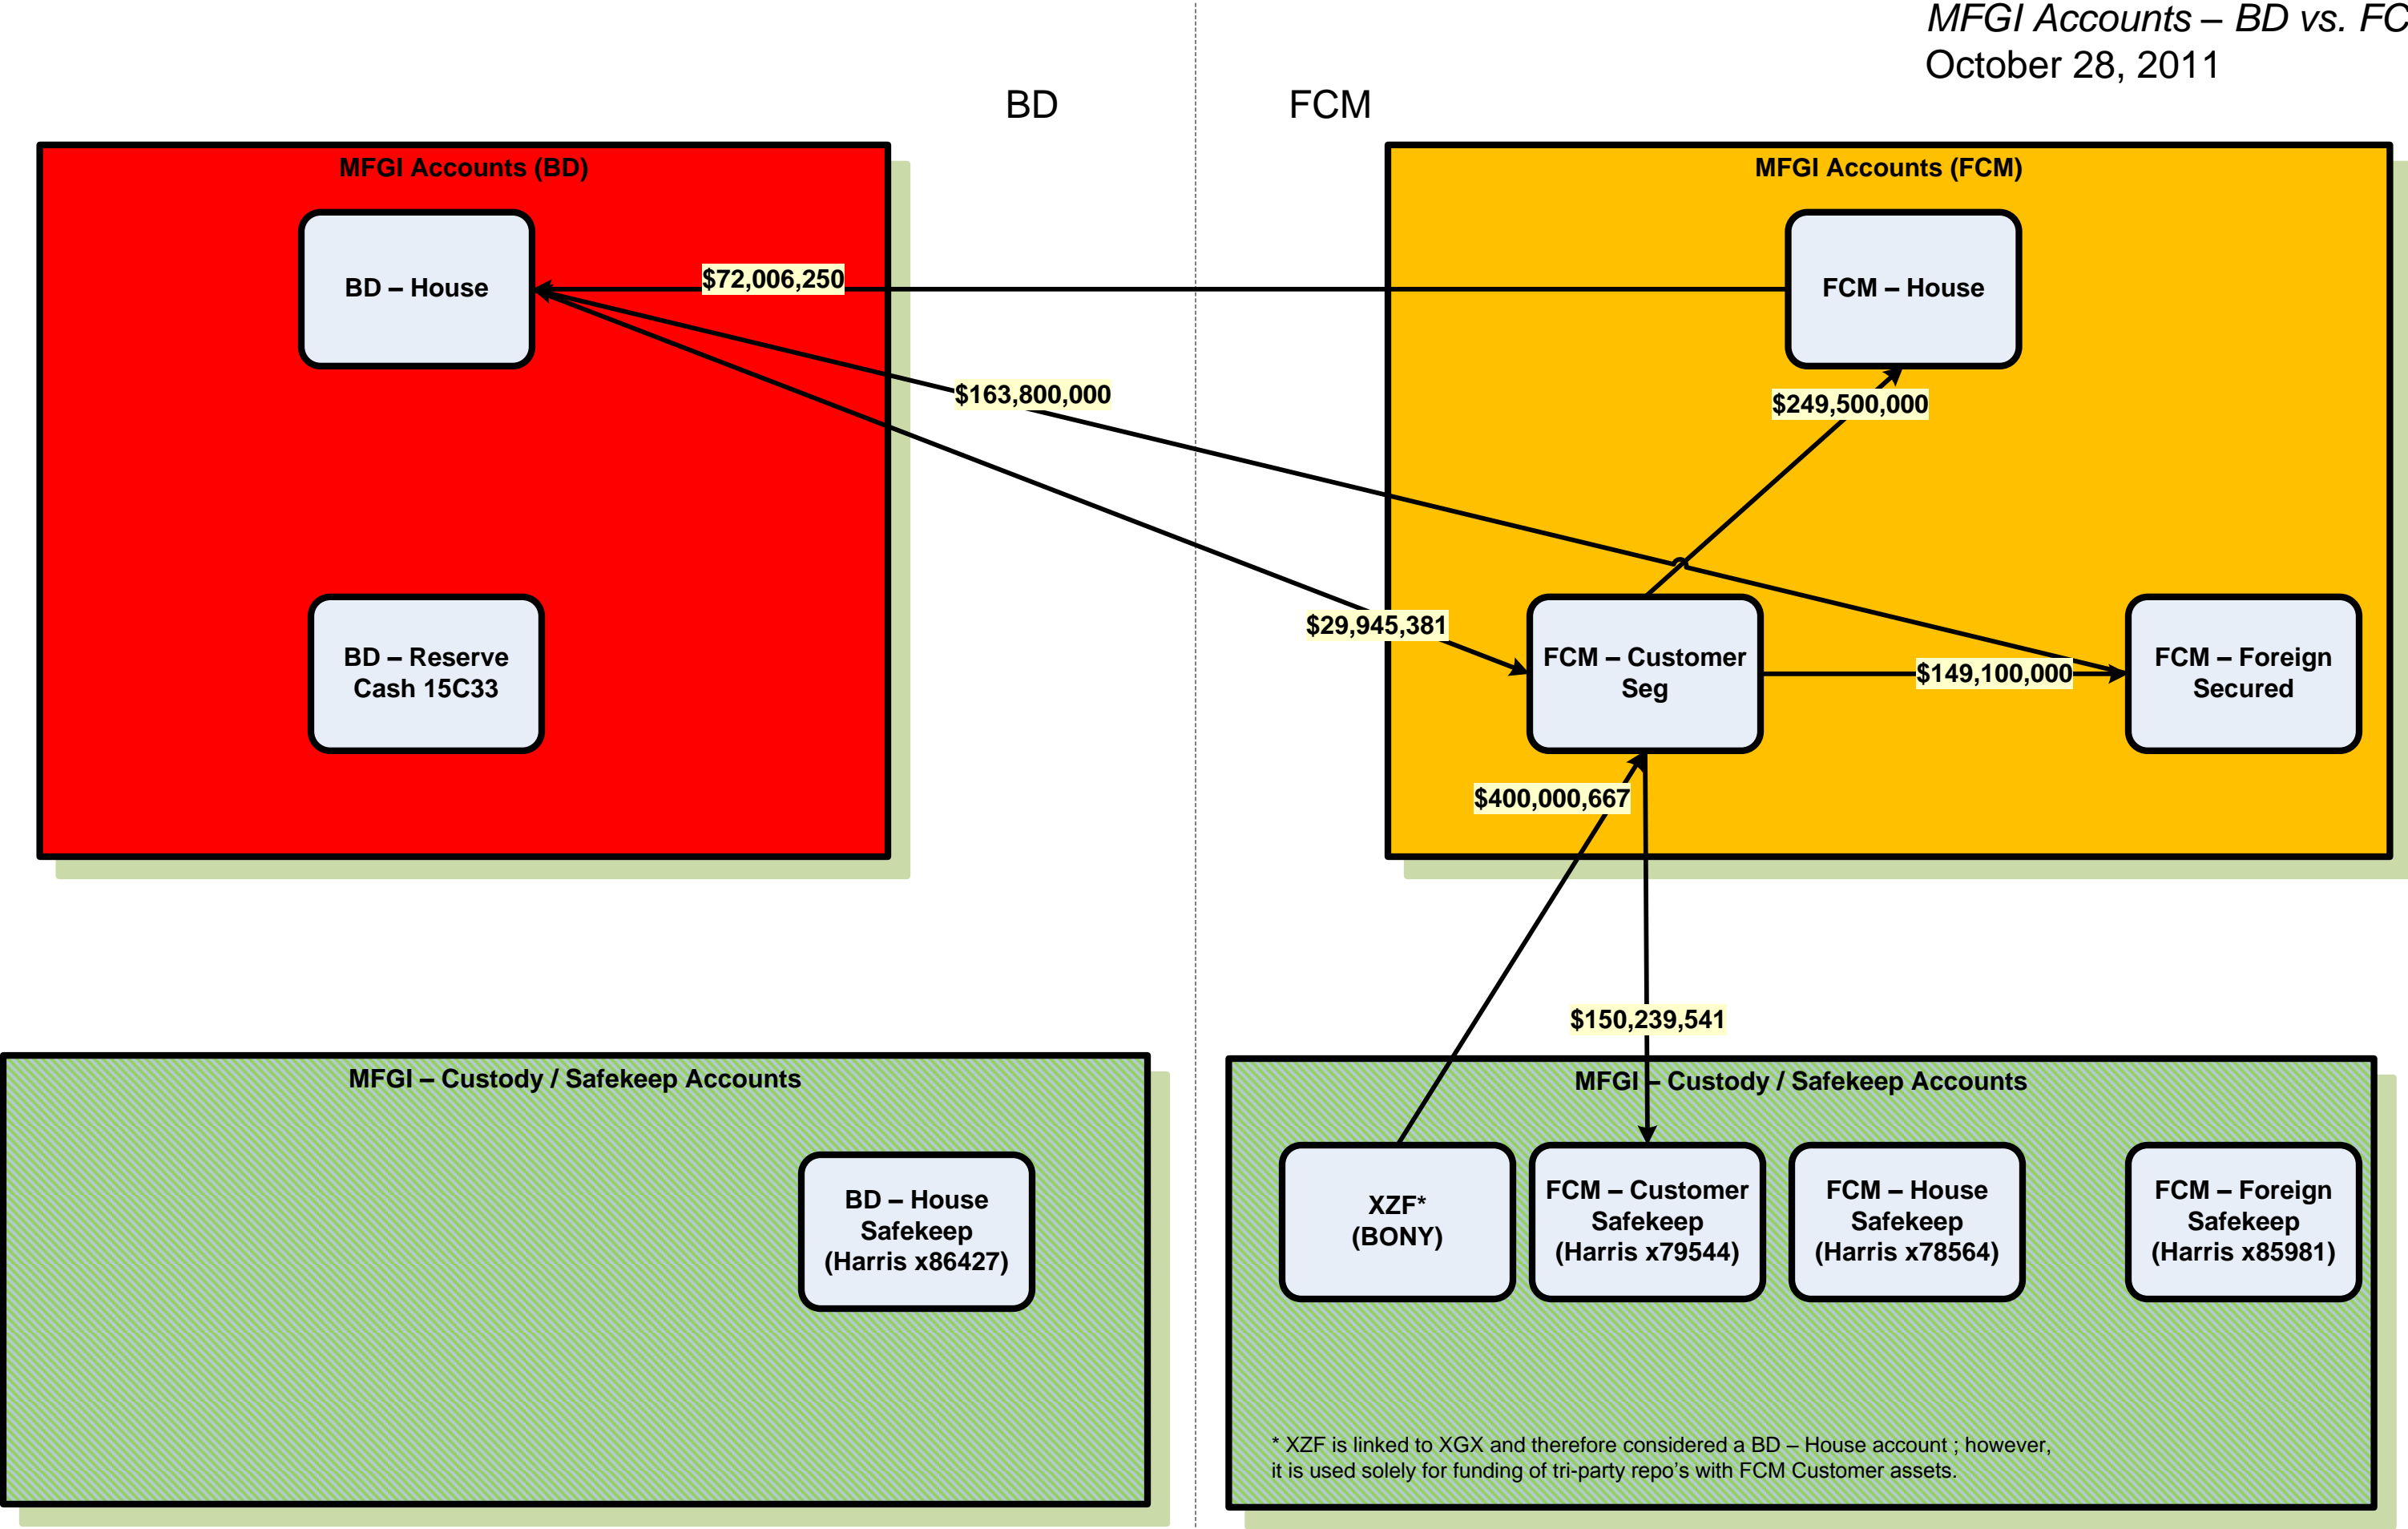 MFGI Accounts – BD vs. FC
October 28, 2011
BD
FCM
MFGI Accounts (BD)
MFGI Accounts (FCM)
BD – House
$72,006,250
FCM – House
$163,800,000
$249,500,000
$29,945,381
BD – Reserve
Cash 15C33
FCM – Customer
Seg
$149,100,000
FCM – Foreign
Secured
$400,000,667
$150,239,541
MFGI – Custody / Safekeep Accounts
MFGI – Custody / Safekeep Accounts
BD – House
Safekeep
(Harris x86427)
XZF*
(BONY)
FCM – Customer
Safekeep
(Harris x79544)
FCM – House
Safekeep
(Harris x78564)
FCM – Foreign
Safekeep
(Harris x85981)
* XZF is linked to XGX and therefore considered a BD – House account ; however,
it is used solely for funding of tri-party repo’s with FCM Customer assets.